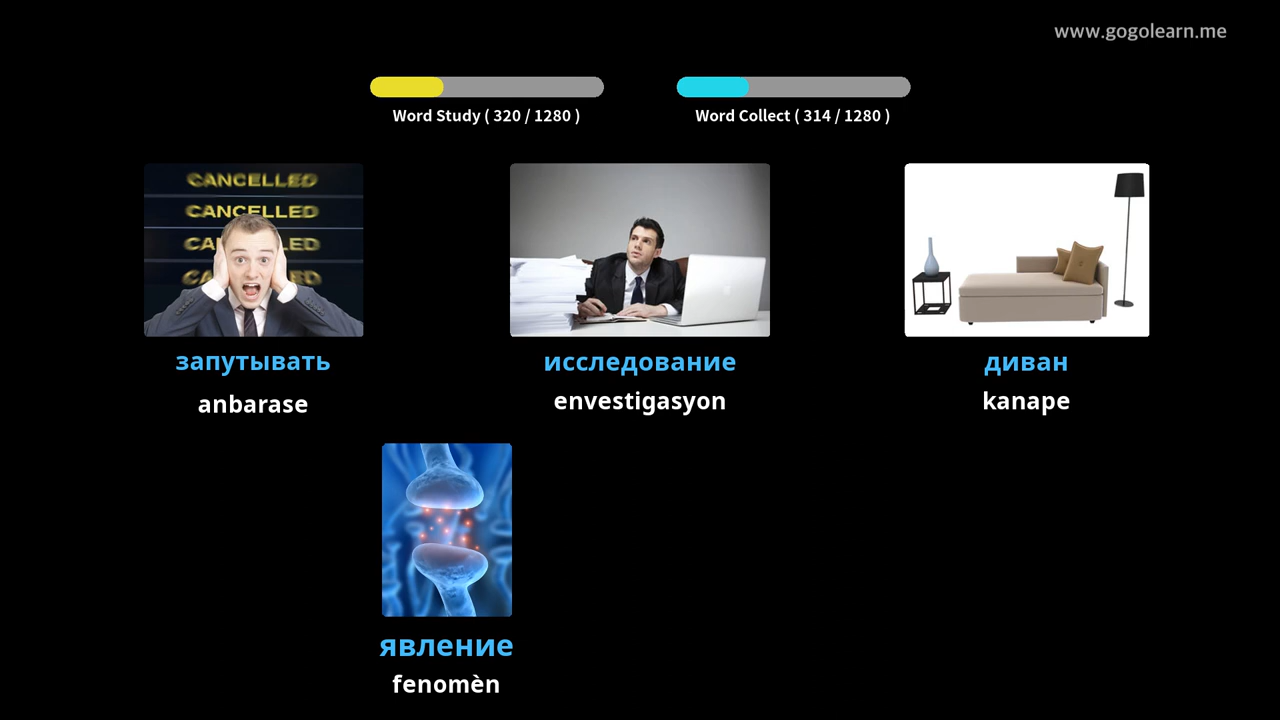 www.gogolearn.me
Word Study ( 320 / 1280 )
Word Collect ( 314 / 1280 )
CANCELLED
CANCELLED
запутывать
исследование
диван
anbarase
envestigasyon
kanape
явление
fenomèn